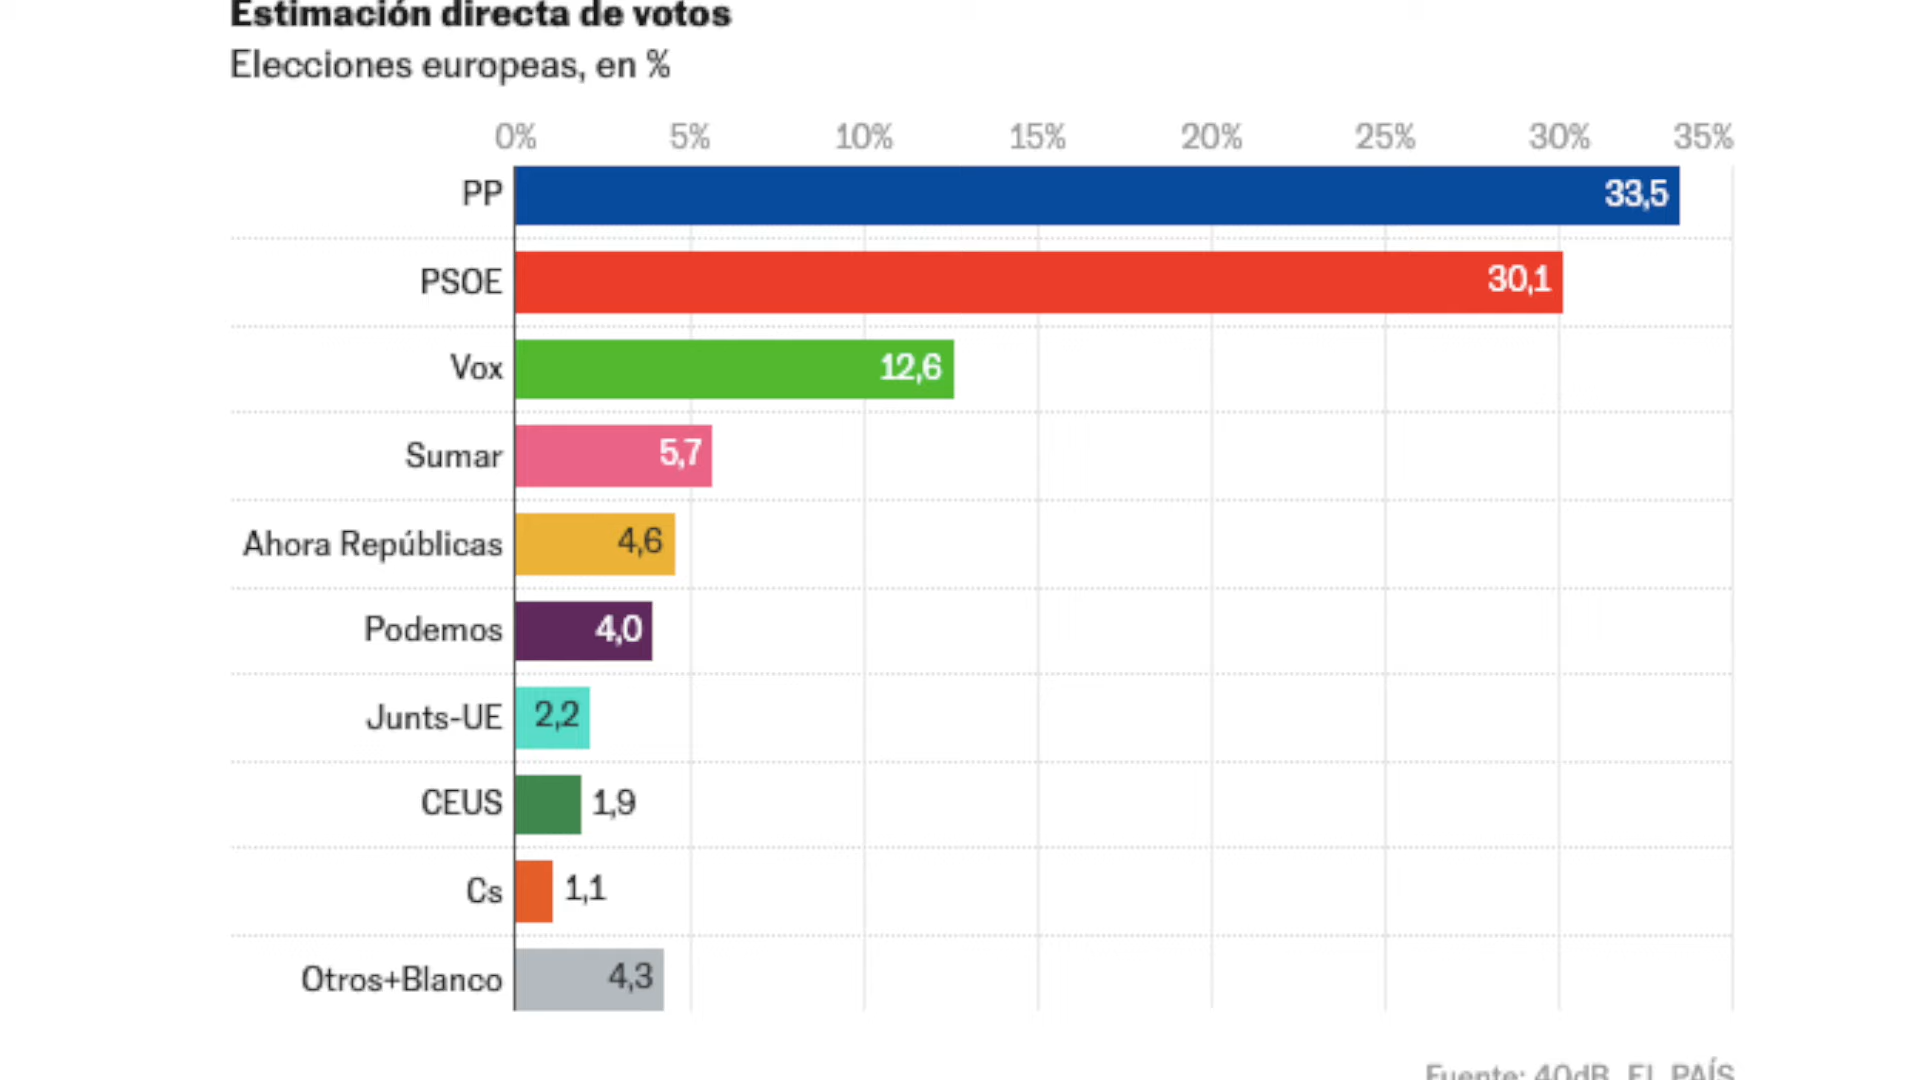 Estimación directa de votos
Elecciones europeas, en %
0% 5% 10% 15% 20% 25% 30% 35%
PP 33,5
PSOE 30,1
Vox 12,6
Sumar 5,7
Ahora Repúblicas 4,6
Podemos 4,0
Junts-UE 2,2
CEUS 1,9
Cs 1,1
Otros+Blanco 4,3
Fuente: 40dB. EL PAÍS